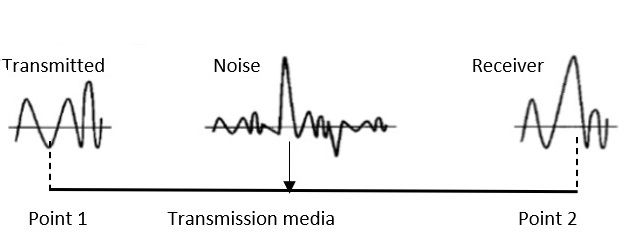 Transmitted
Noise
Receiver
Point 1
Transmission media
Point 2